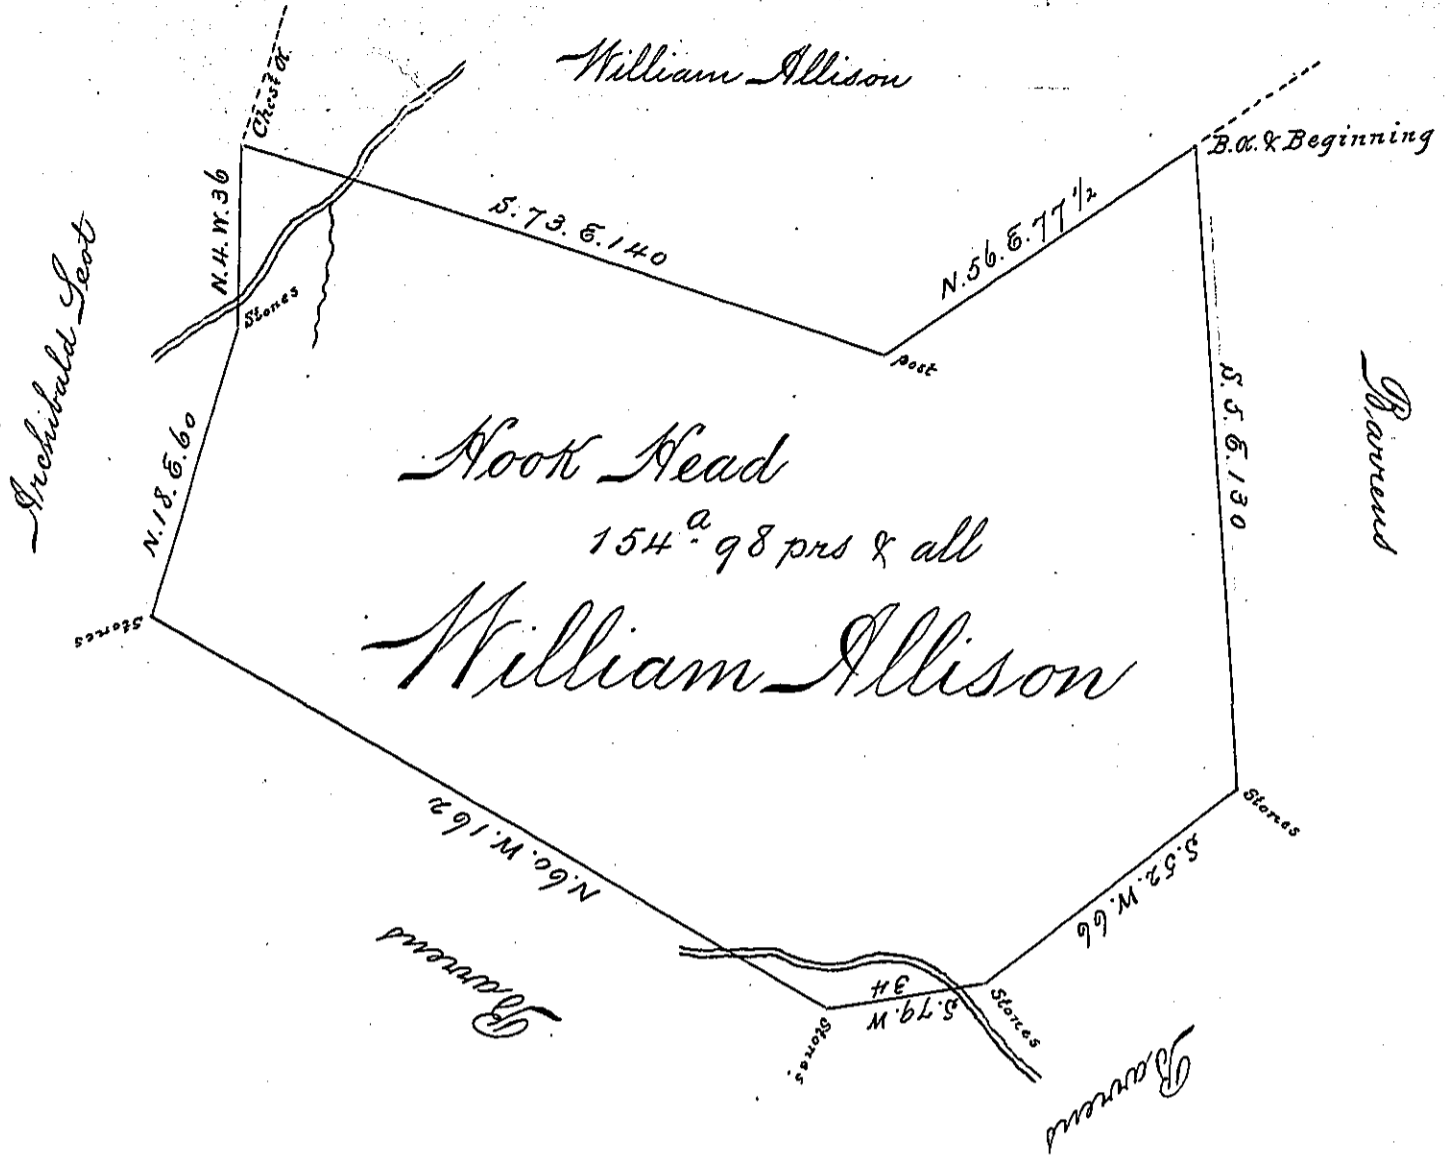 William Allison
Chest. O.
B.O. & Beginning
N.4.W.36
S.73.E.140
N.56.E.77 1/2
Archibald Scot
Stones
post
S.5.E.130
Barrens
N.18.E.60
Hook Head
154a. 98 prs & all
William Allison
Stones
Stones
N.60.W.162
S.52.W.66
Barrens
S.79.W
34
Stones
Stones
Barrens